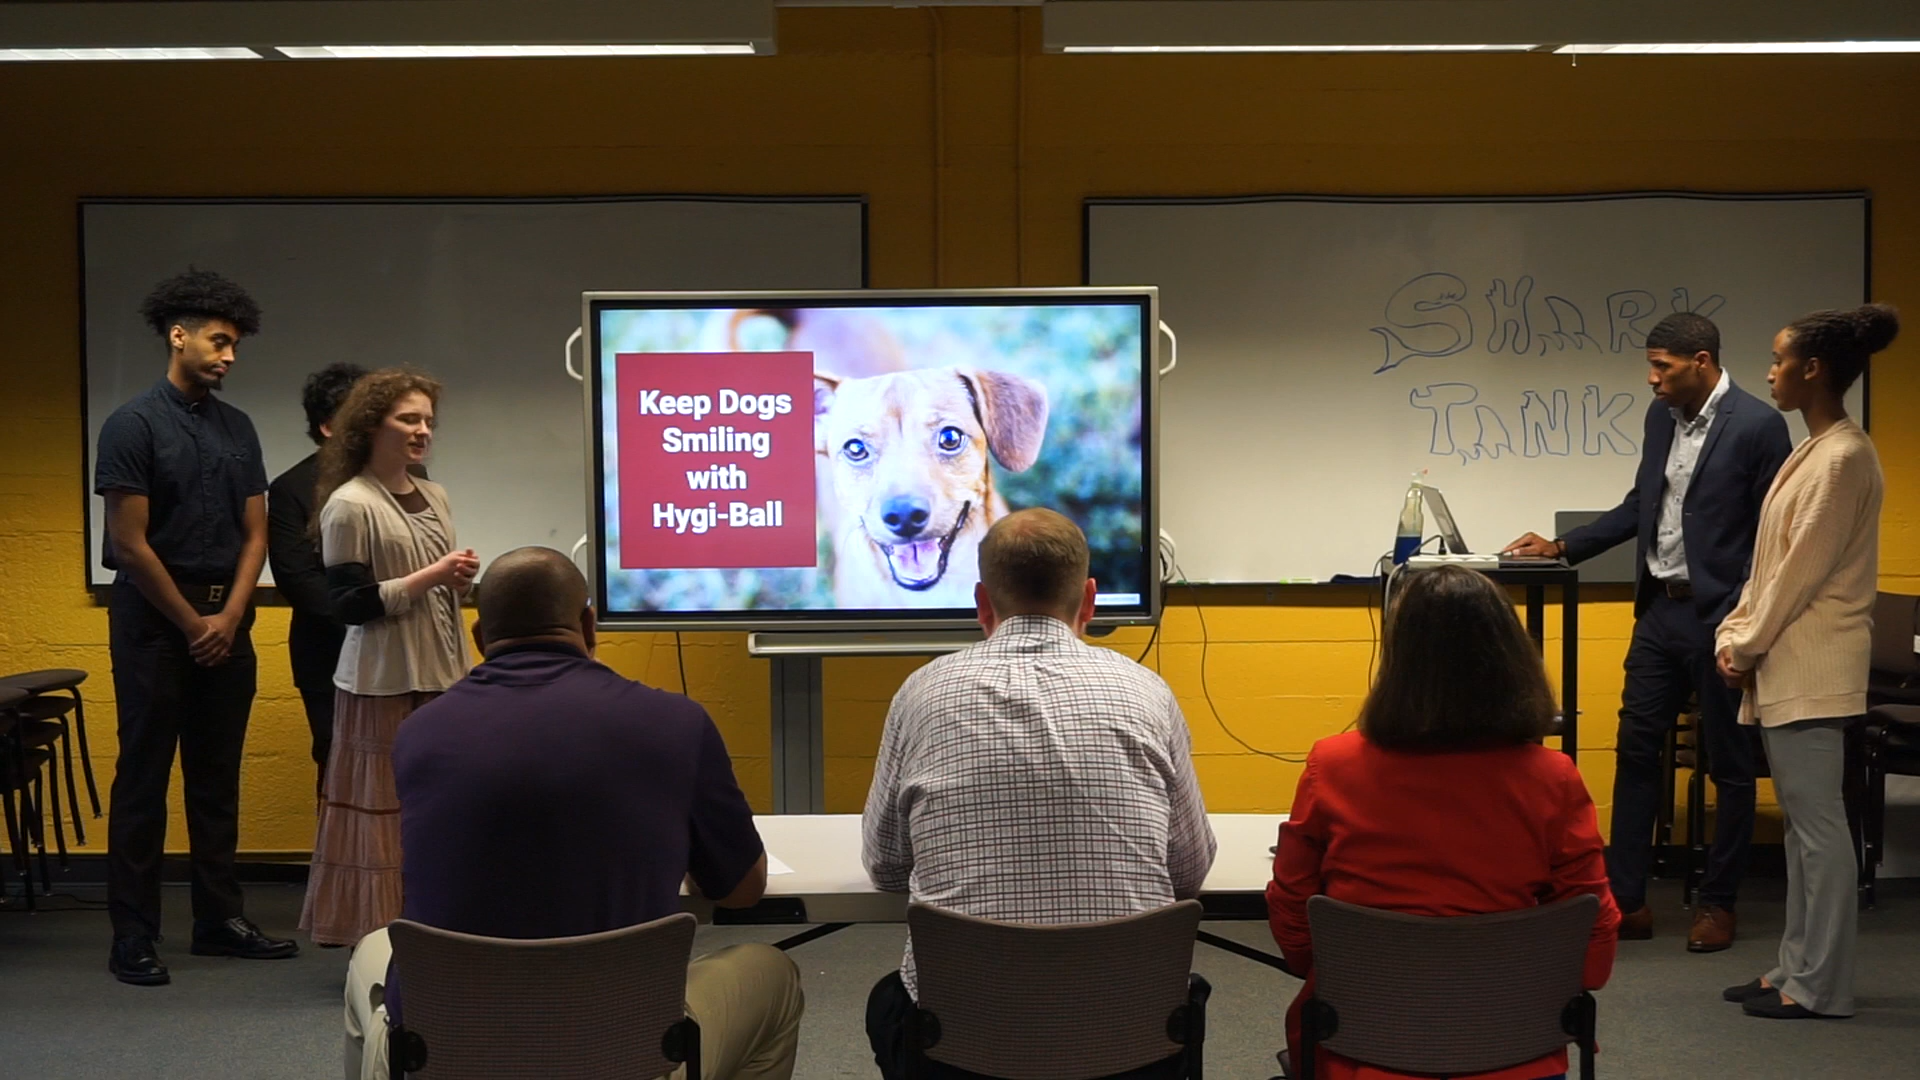 Keep Dogs
Smiling
with
Hygi-Ball
SHARK
TANK